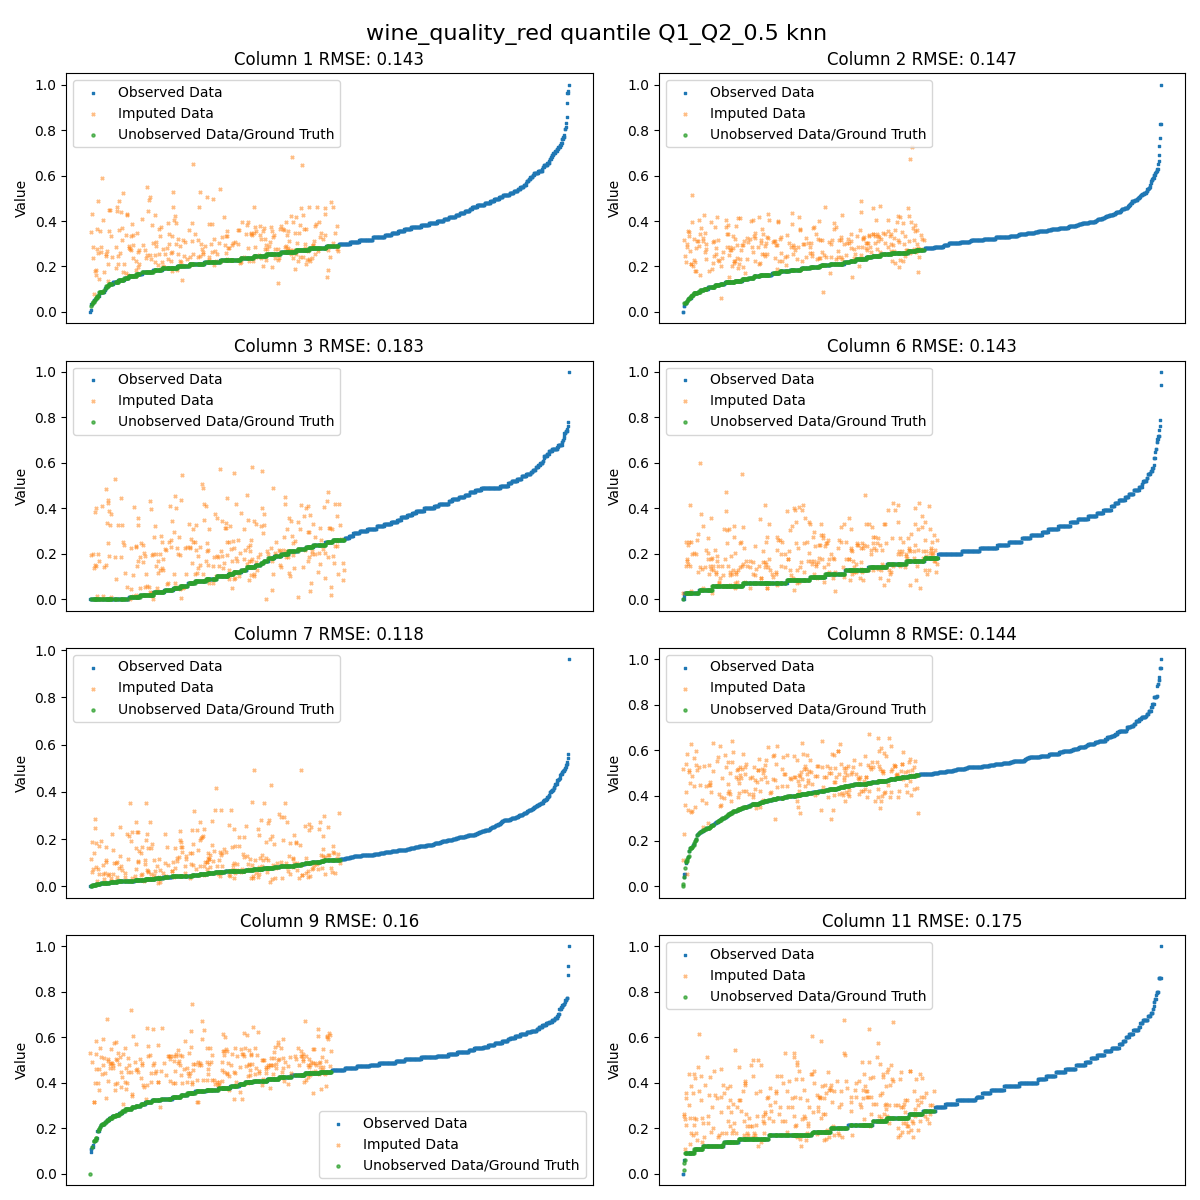 wine_quality_red quantile Q1_Q2_0.5 knn
Column 1 RMSE: 0.143
Value
1.0
0.8
0.6
0.4
0.2
0.0
Observed Data
Imputed Data
Unobserved Data/Ground Truth
Column 2 RMSE: 0.147
Value
1.0
0.8
0.6
0.4
0.2
0.0
Observed Data
Imputed Data
Unobserved Data/Ground Truth
Column 3 RMSE: 0.183
Value
1.0
0.8
0.6
0.4
0.2
0.0
Observed Data
Imputed Data
Unobserved Data/Ground Truth
Column 6 RMSE: 0.143
Value
1.0
0.8
0.6
0.4
0.2
0.0
Observed Data
Imputed Data
Unobserved Data/Ground Truth
Column 7 RMSE: 0.118
Value
1.0
0.8
0.6
0.4
0.2
0.0
Observed Data
Imputed Data
Unobserved Data/Ground Truth
Column 8 RMSE: 0.144
Value
1.0
0.8
0.6
0.4
0.2
0.0
Observed Data
Imputed Data
Unobserved Data/Ground Truth
Column 9 RMSE: 0.16
Value
1.0
0.8
0.6
0.4
0.2
0.0
Observed Data
Imputed Data
Unobserved Data/Ground Truth
Column 11 RMSE: 0.175
Value
1.0
0.8
0.6
0.4
0.2
0.0
Observed Data
Imputed Data
Unobserved Data/Ground Truth